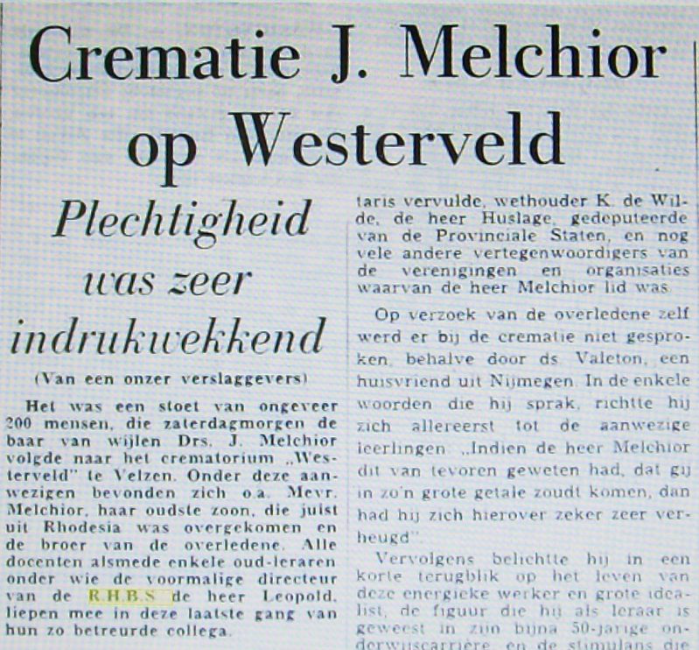 Crematie J. Melchior
op Westerveld
Plechtigheid
was zeer
indrukwekkend
(Van een onzer verslaggevers)
Het was een stoet van ongeveer
200 mensen, die zaterdagmorgen de
baar van wijlen Drs. J. Melchior
volgde naar het crematorium „Wes-
terveld" te Velzen. Onder deze aan-
wezigen bevonden zich o.a. Mevr.
Melchior, haar oudste zoon, die juist
uit Rhodesia was overgekomen en
de broer van de overledene. Alle
docenten alsmede enkele oud-leraren
onder wie de voormalige directeur
van de R.H.B.S. de heer Leopold,
liepen mee in deze laatste gang van
hun zo betreurde collega.
taris vervulde, wethouder K. de Wil-
de, de heer Huslage, gedeputeerde
van de Provinciale Staten, en nog
vele andere vertegenwoordigers van
de verenigingen en organisaties
waarvan de heer Melchior lid was.
Op verzoek van de overledene zelf
werd er bij de crematie niet gespro-
ken, behalve door ds. Valeton, een
huisvriend uit Nijmegen. In de enkele
woorden die hij sprak, richtte hij
zich allereerst tot de aanwezige
leerlingen. „Indien de heer Melchior
dit van tevoren geweten had, dat gij
in zo'n grote getale zoudt komen, dan
had hij zich hierover zeker zeer ver-
heugd"
Vervolgens belichtte hij in een
korte terugblik op het leven van
deze energieke werker en grote idea-
list, de figuur die hij als leraar is
geweest in zijn bijna 50-jarige on-
derwijscarrière en de stimulans die